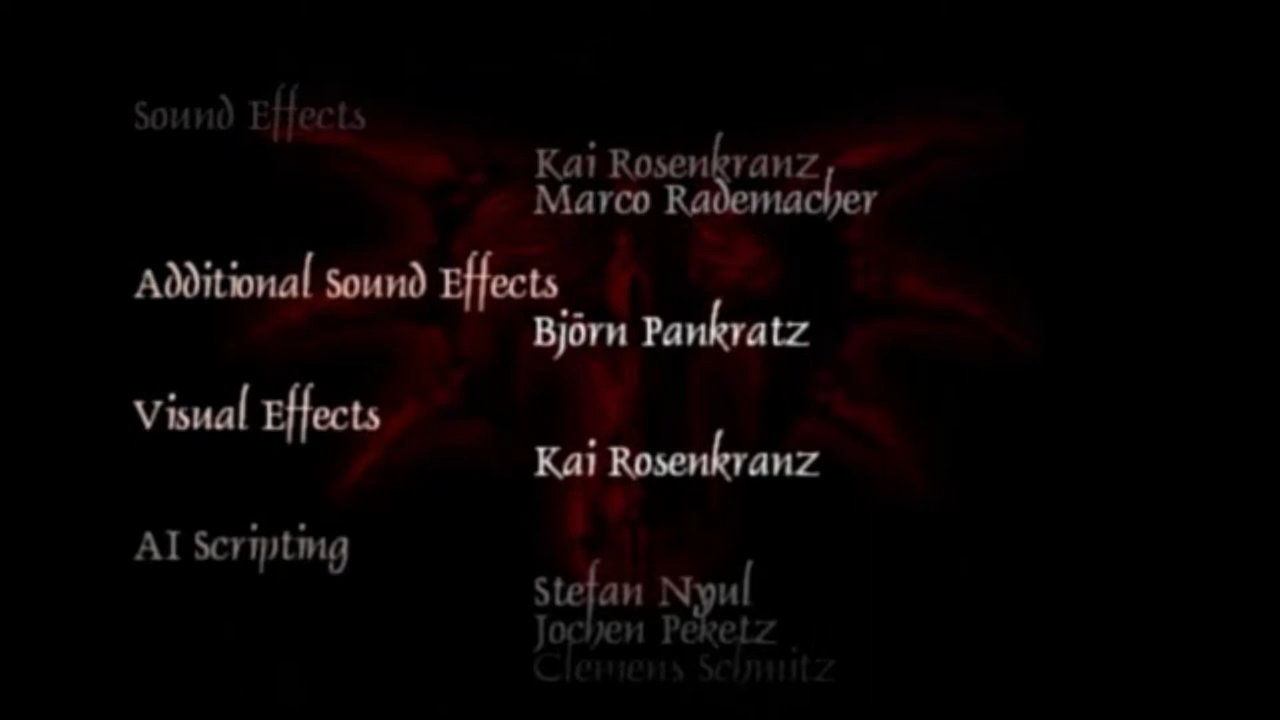 Sound Effects
Kai Rosenkranz
Marco Rademacher
Additional Sound Effects
Björn Pankratz
Visual Effects
Kai Rosenkranz
AI Scripting
Stefan Nyul
Jochen Peketz
Clemens Schmitz